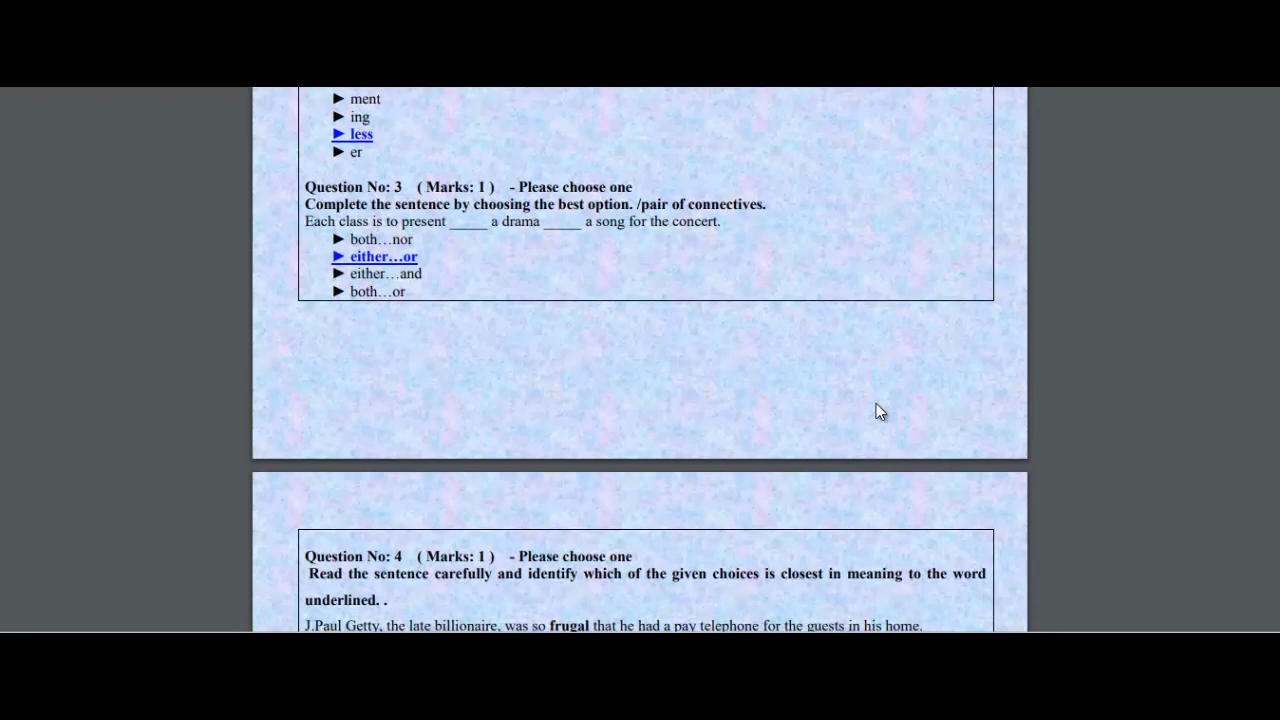 ► ment
► ing
► less
► er
Question No: 3 ( Marks: 1 ) - Please choose one
Complete the sentence by choosing the best option. /pair of connectives.
Each class is to present _____ a drama _____ a song for the concert.
► both…nor
► either…or
► either…and
► both…or
Question No: 4 ( Marks: 1 ) - Please choose one
Read the sentence carefully and identify which of the given choices is closest in meaning to the word
underlined. .
J.Paul Getty, the late billionaire, was so frugal that he had a pay telephone for the guests in his home.